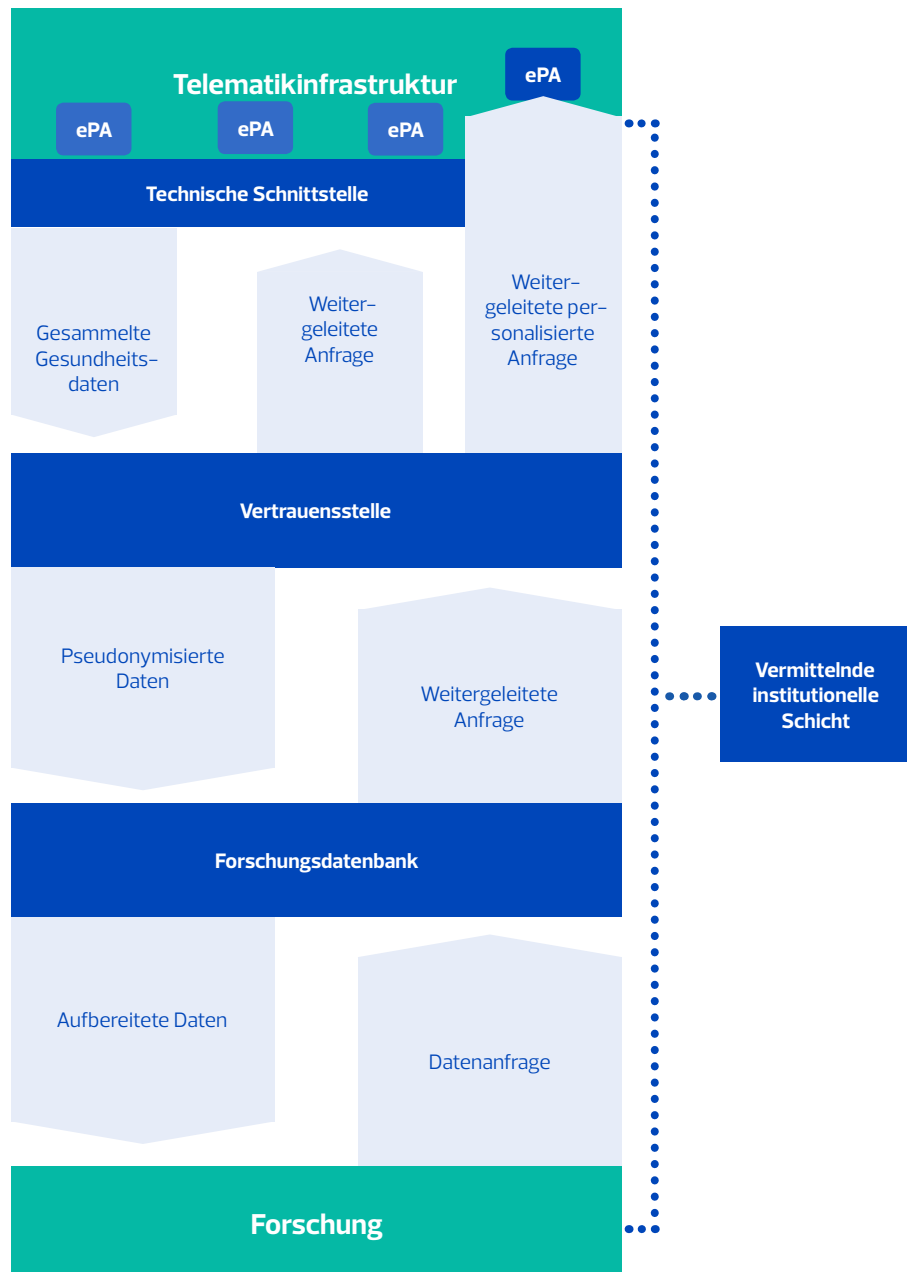 Telematikinfrastruktur
ePA
ePA
ePA
ePA
Technische Schnittstelle
Gesammelte
Gesundheits-
daten
Weiter-
geleitete
Anfrage
Weiter-
geleitete per-
sonalisierte
Anfrage
Vertrauensstelle
Pseudonymisierte
Daten
Weitergeleitete
Anfrage
Vermittelnde
institutionelle
Schicht
Forschungsdatenbank
Aufbereitete Daten
Datenanfrage
Forschung